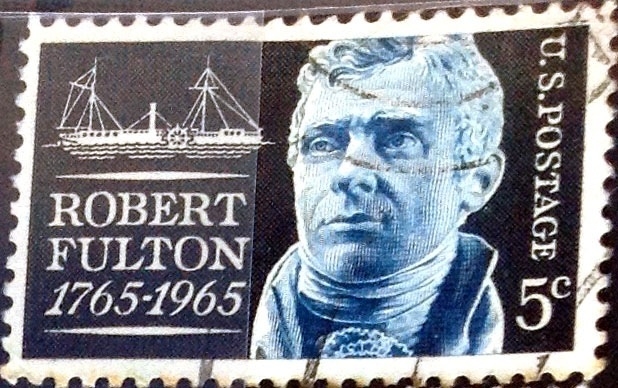 ROBERT
FULTON
1765-1965
U.S.POSTAGE
5c